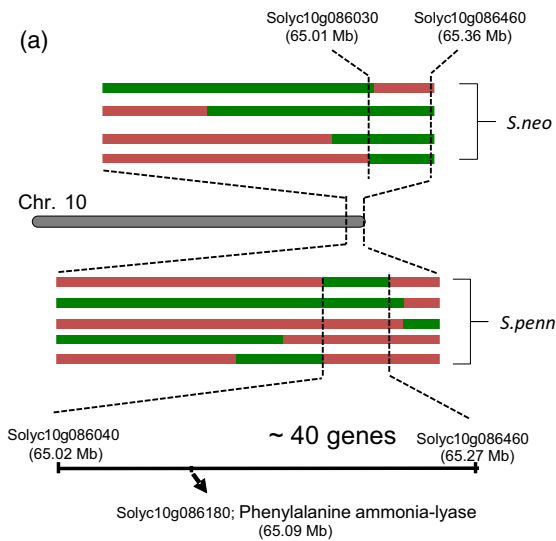 (a)
Solyc10g086030
(65.01 Mb)
Solyc10g086460
(65.36 Mb)
S.neo
Chr. 10
S.penn
Solyc10g086040
(65.02 Mb)
~ 40 genes
Solyc10g086460
(65.27 Mb)
Solyc10g086180; Phenylalanine ammonia-lyase
(65.09 Mb)